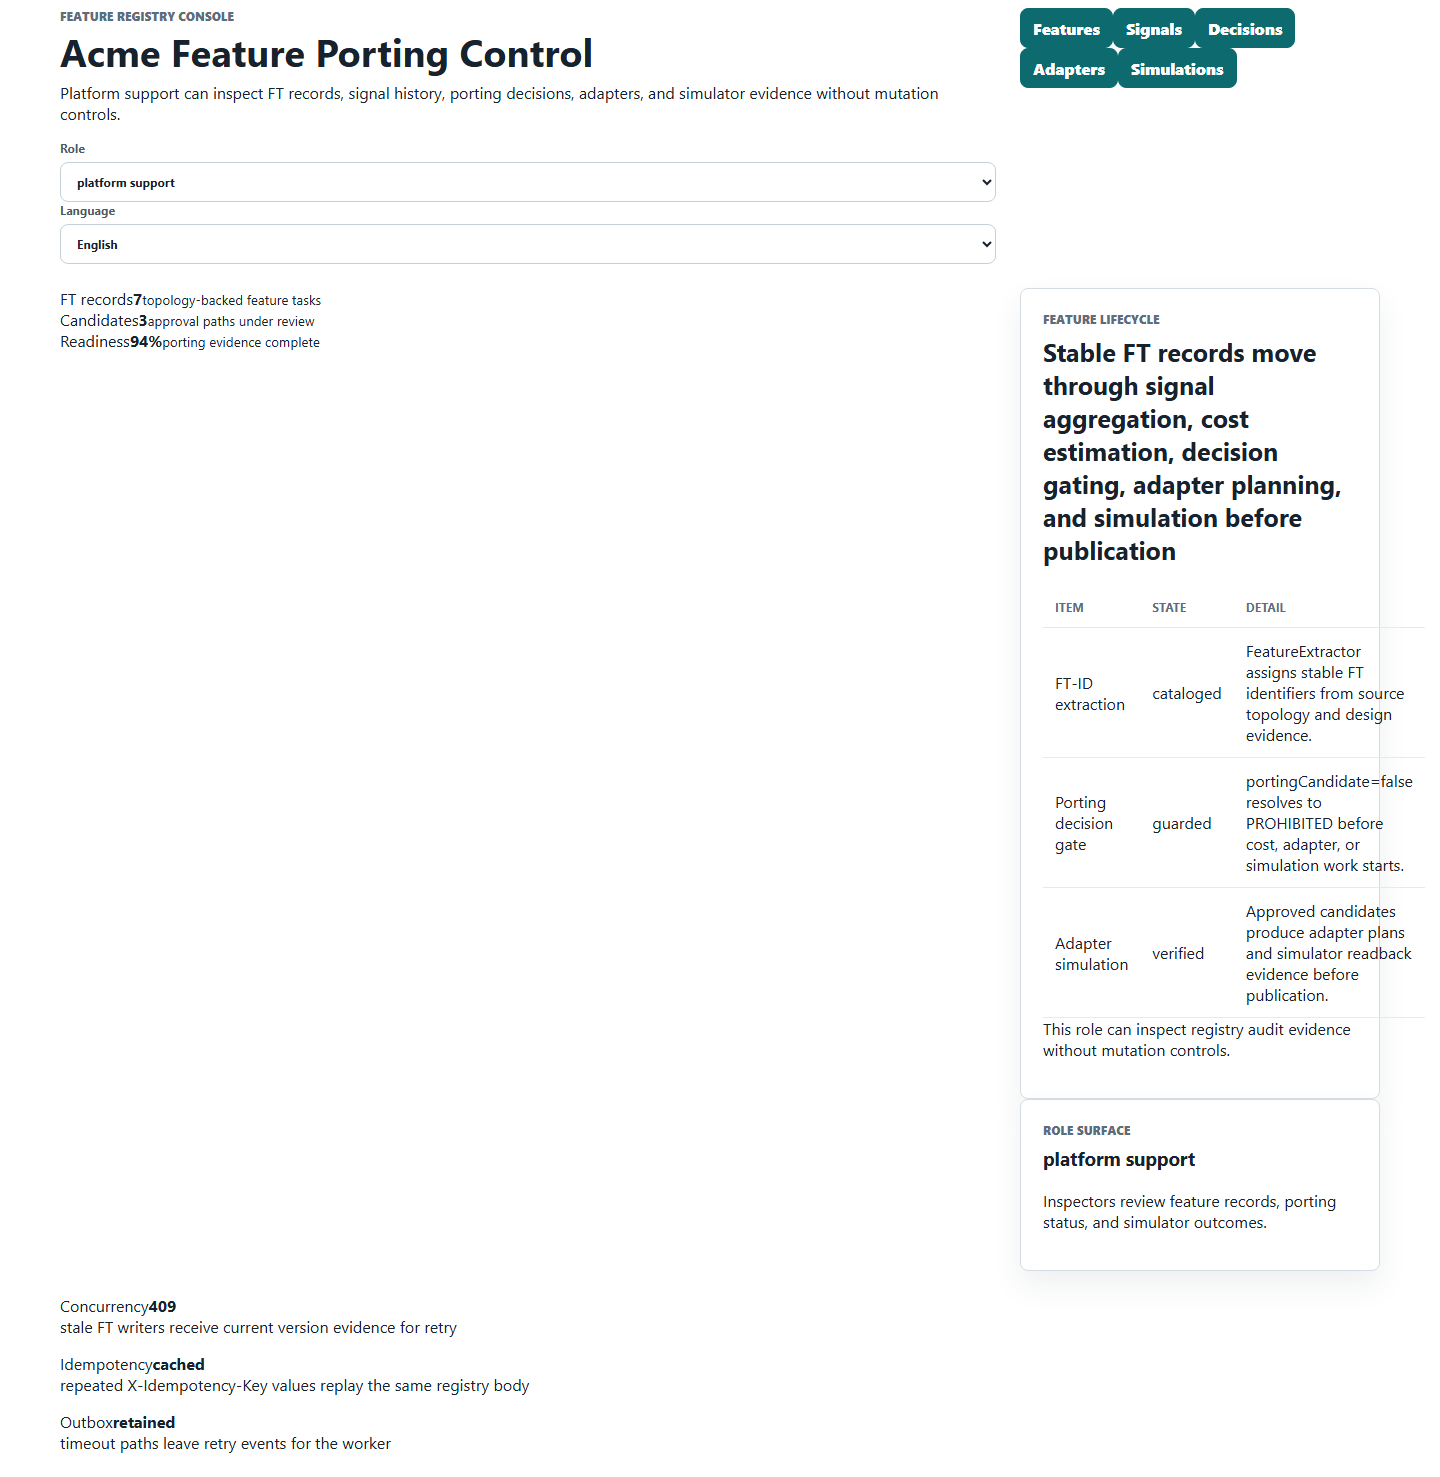 FEATURE REGISTRY CONSOLE
Acme Feature Porting Control
Platform support can inspect FT records, signal history, porting decisions, adapters, and simulator evidence without mutation
controls.
Role
platform support
Language
English
Features Signals Decisions
Adapters Simulations
FT records7topology-backed feature tasks
Candidates3approval paths under review
Readiness94%porting evidence complete
FEATURE LIFECYCLE
Stable FT records move
through signal
aggregation, cost
estimation, decision
gating, adapter planning,
and simulation before
publication
ITEM STATE DETAIL
FT-ID
extraction
cataloged
FeatureExtractor
assigns stable FT
identifiers from source
topology and design
evidence.
Porting
decision
gate
guarded
portingCandidate=false
resolves to
PROHIBITED before
cost, adapter, or
simulation work starts.
Adapter
simulation
verified
Approved candidates
produce adapter plans
and simulator readback
evidence before
publication.
This role can inspect registry audit evidence
without mutation controls.
ROLE SURFACE
platform support
Inspectors review feature records, porting
status, and simulator outcomes.
Concurrency409
stale FT writers receive current version evidence for retry
Idempotencycached
repeated X-Idempotency-Key values replay the same registry body
Outboxretained
timeout paths leave retry events for the worker